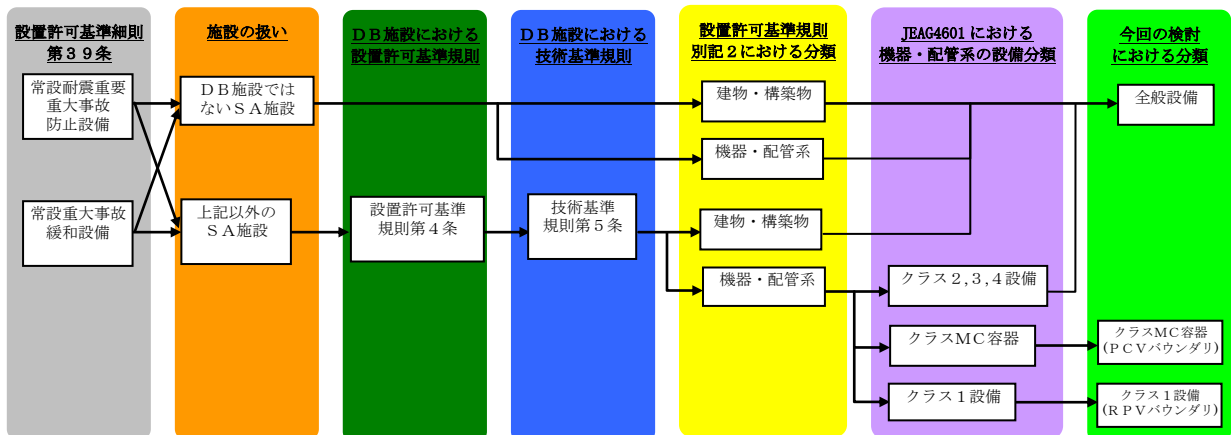 設置許可基準細則
第３９条
常設耐震重要
重大事故
防止設備
常設重大事故
緩和設備
施設の扱い
ＤＢ施設では
ないＳＡ施設
上記以外の
ＳＡ施設
ＤＢ施設における
設置許可基準規則
設置許可基準
規則第４条
ＤＢ施設における
技術基準規則
技術基準
規則第５条
設置許可基準規則
別記２における分類
建物・構築物
機器・配管系
建物・構築物
機器・配管系
JEAG4601における
機器・配管系の設備分類
クラス２,３,４設備
クラスMC容器
クラス１設備
今回の検討
における分類
全般設備
クラスMC容器
(ＰＣＶバウンダリ)
クラス１設備
(ＲＰＶバウンダリ)